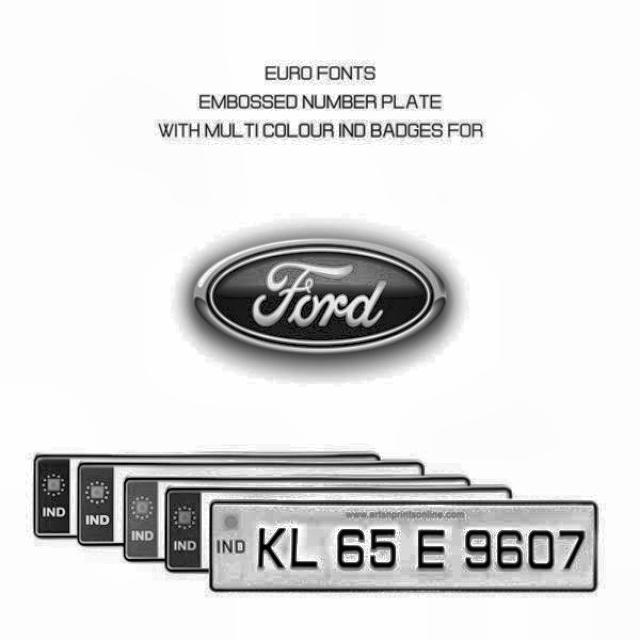 EURO FONTS
EMBOSSED NUMBER PLATE
WITH MULTI COLOUR IND BADGES FOR
Ford
IND
IND
IND
IND
www.artsnprintsonline.com
IND KL 65 E 9607